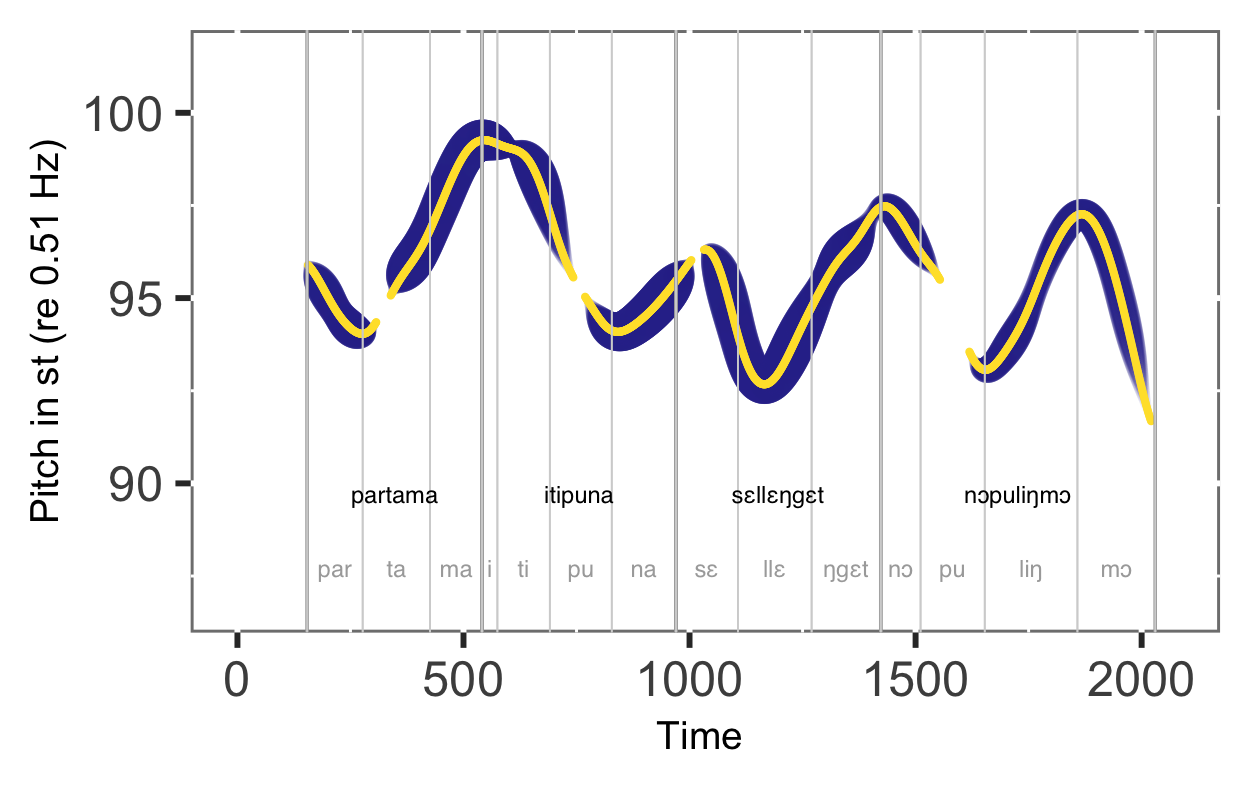 Pitch in st (re 0.51 Hz)
100
95
90
partama itipuna sɛllɛŋgɛt nɔpuliŋmɔ
par ta ma i ti pu na sɛ llɛ ŋgɛt nɔ pu liŋ mɔ
0 500 1000 1500 2000
Time